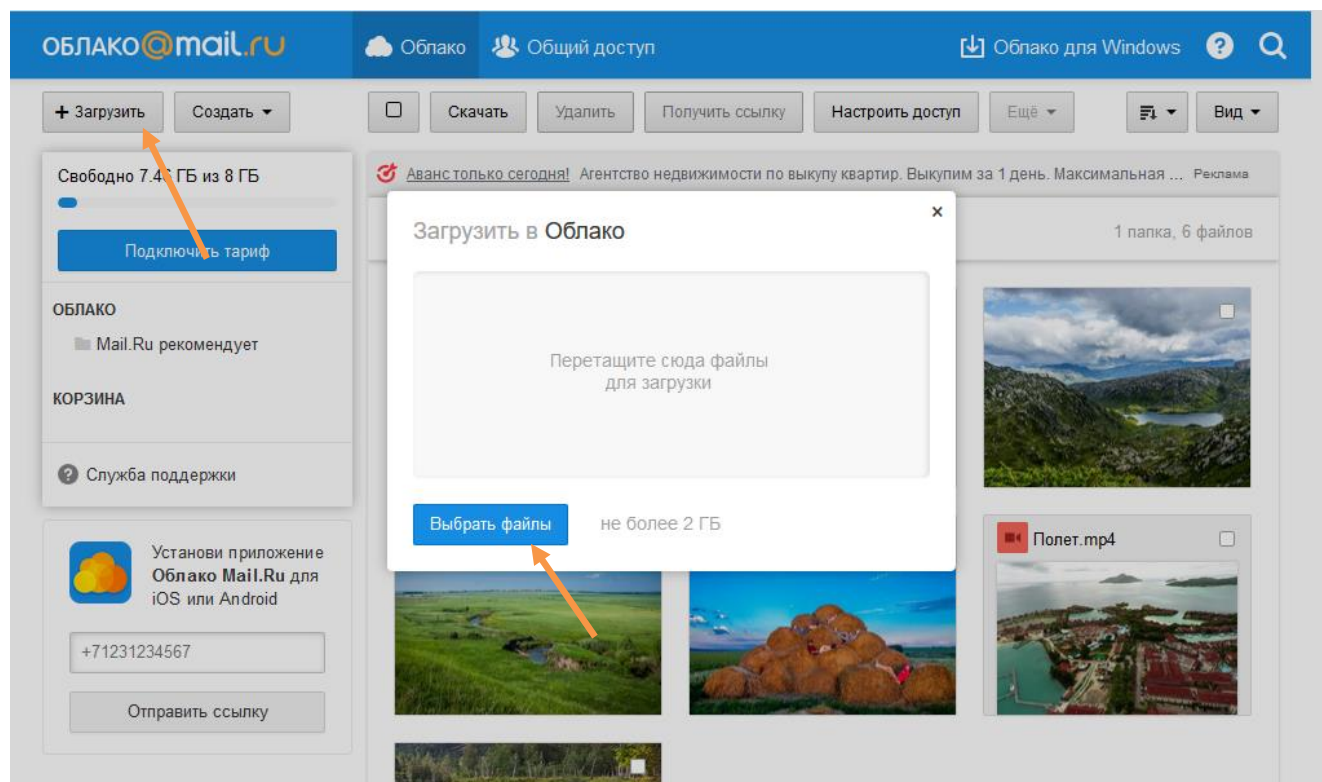 ОБЛАКО@mail.ru
Облако
Общий доступ
Облако для Windows
?
+ Загрузить
Создать
Скачать
Удалить
Получить ссылку
Настроить доступ
Ещё
Вид
Свободно 7.46 ГБ из 8 ГБ
Подключить тариф
ОБЛАКО
Mail.Ru рекомендует
КОРЗИНА
? Служба поддержки
Установи приложение
Облако Mail.Ru для
iOS или Android
+71231234567
Отправить ссылку
Аванс только сегодня! Агентство недвижимости по выкупу квартир. Выкупим за 1 день. Максимальная ... Реклама
1 папка, 6 файлов
Загрузить в Облако
×
Перетащите сюда файлы
для загрузки
Выбрать файлы
не более 2 ГБ
Полет.mp4